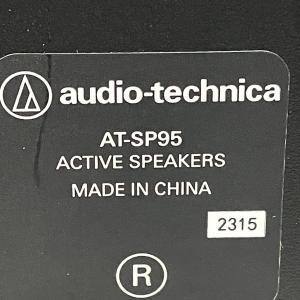 audio-technica
AT-SP95
ACTIVE SPEAKERS
MADE IN CHINA
2315
R